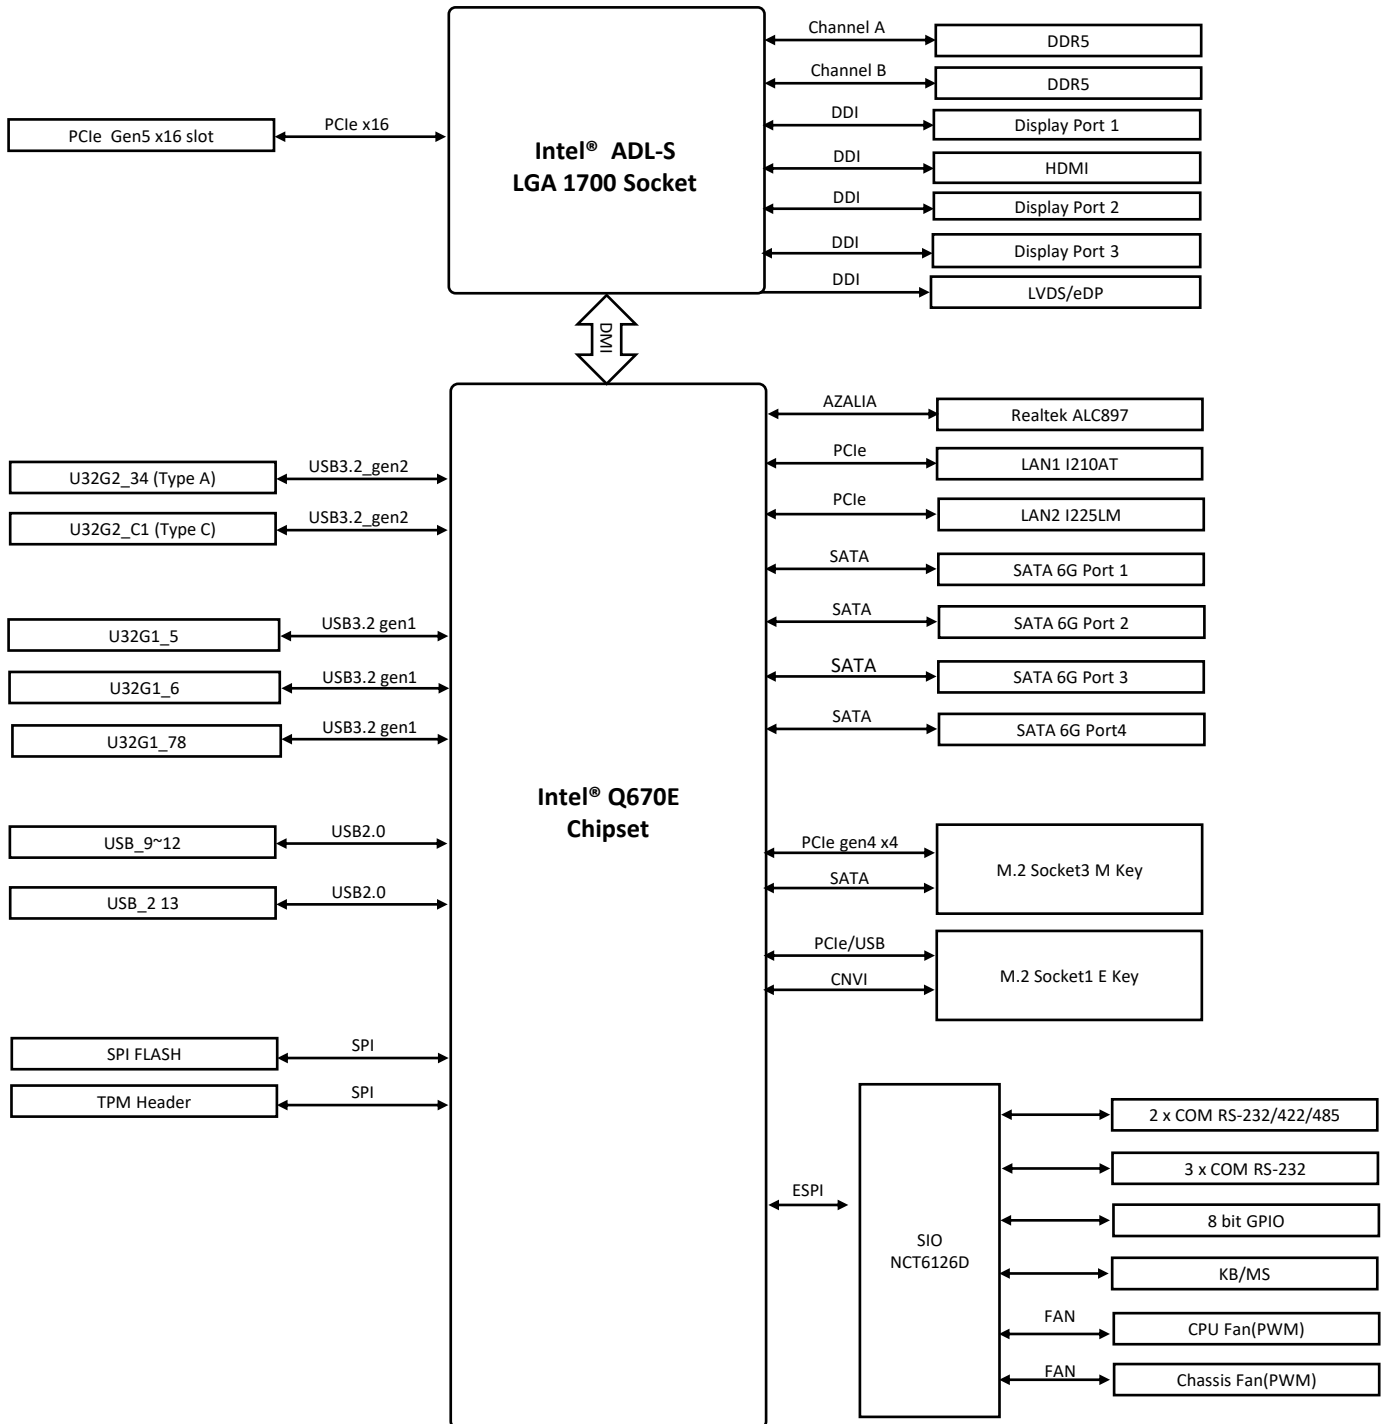 Channel A
DDR5
Channel B
DDR5
PCIe Gen5 x16 slot
PCIe x16
Intel® ADL-S
LGA 1700 Socket
DDI
Display Port 1
DDI
HDMI
DDI
Display Port 2
DDI
Display Port 3
DDI
LVDS/eDP
DMI
AZALIA
Realtek ALC897
PCIe
LAN1 I210AT
PCIe
LAN2 I225LM
SATA
SATA 6G Port 1
SATA
SATA 6G Port 2
SATA
SATA 6G Port 3
SATA
SATA 6G Port4
U32G2_34 (Type A)
USB3.2_gen2
U32G2_C1 (Type C)
USB3.2_gen2
U32G1_5
USB3.2 gen1
U32G1_6
USB3.2 gen1
U32G1_78
USB3.2 gen1
Intel® Q670E
Chipset
USB_9~12
USB2.0
USB_2 13
USB2.0
PCIe gen4 x4
SATA
M.2 Socket3 M Key
PCIe/USB
CNVI
M.2 Socket1 E Key
SPI FLASH
SPI
TPM Header
SPI
ESPI
SIO
NCT6126D
2 x COM RS-232/422/485
3 x COM RS-232
8 bit GPIO
KB/MS
FAN
CPU Fan(PWM)
FAN
Chassis Fan(PWM)